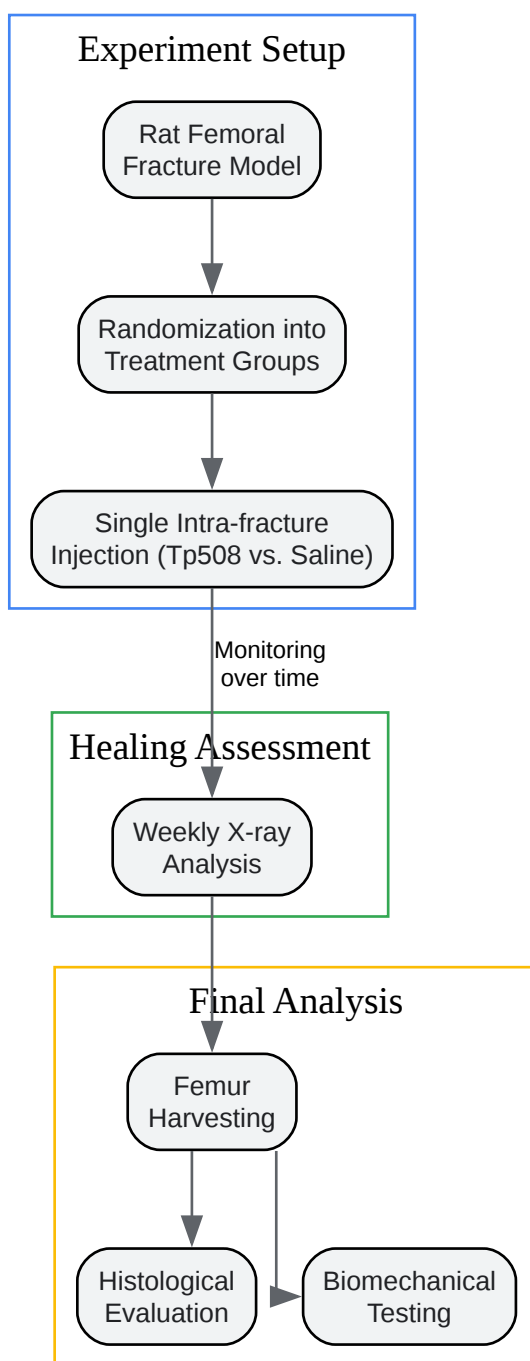 Experiment Setup
Rat Femoral
Fracture Model
Randomization into
Treatment Groups
Single Intra-fracture
Injection (Tp508 vs. Saline)
Monitoring
over time
Healing Assessment
Weekly X-ray
Analysis
Final Analysis
Femur
Harvesting
Histological
Evaluation
Biomechanical
Testing